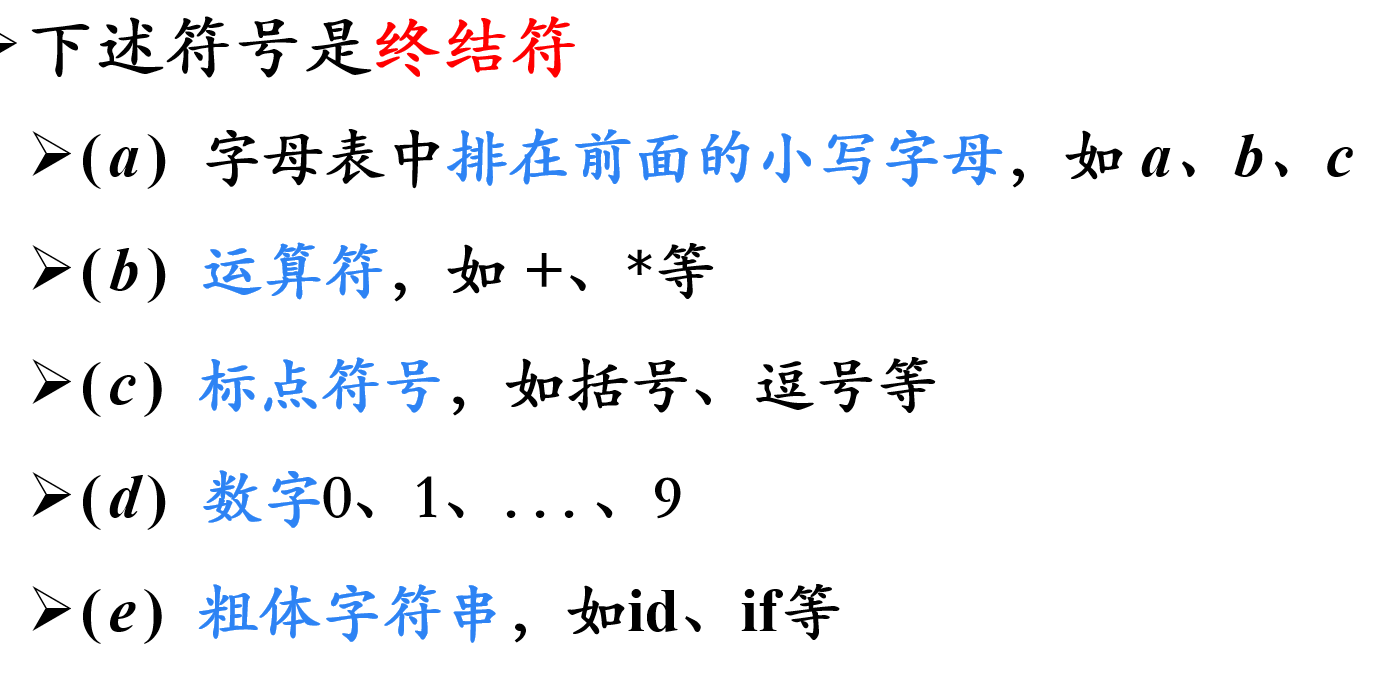 ➢下述符号是终结符
➢(a) 字母表中排在前面的小写字母，如 a、b、c
➢(b) 运算符，如 +、*等
➢(c) 标点符号，如括号、逗号等
➢(d) 数字0、1、...、9
➢(e) 粗体字符串，如id、if等